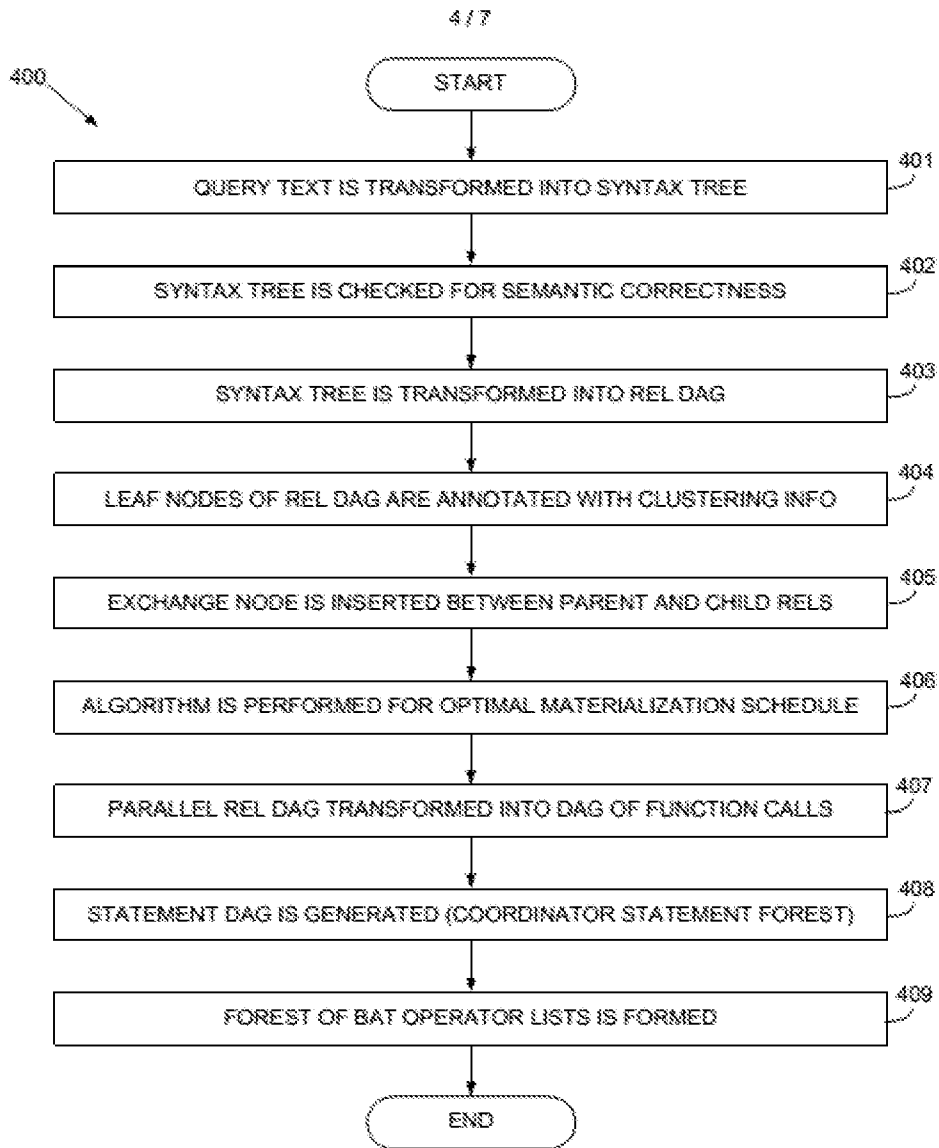 4 / 7
400
START
401
QUERY TEXT IS TRANSFORMED INTO SYNTAX TREE
402
SYNTAX TREE IS CHECKED FOR SEMANTIC CORRECTNESS
403
SYNTAX TREE IS TRANSFORMED INTO REL DAG
404
LEAF NODES OF REL DAG ARE ANNOTATED WITH CLUSTERING INFO
405
EXCHANGE NODE IS INSERTED BETWEEN PARENT AND CHILD RELS
406
ALGORITHM IS PERFORMED FOR OPTIMAL MATERIALIZATION SCHEDULE
407
PARALLEL REL DAG TRANSFORMED INTO DAG OF FUNCTION CALLS
408
STATEMENT DAG IS GENERATED (COORDINATOR STATEMENT FOREST)
409
FOREST OF BAT OPERATOR LISTS IS FORMED
END